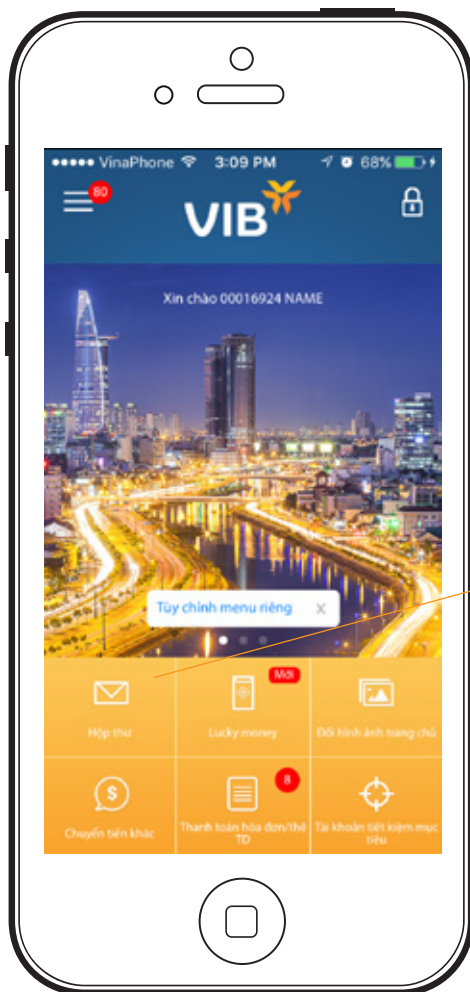 VinaPhone 3:09 PM 68%
80
VIB
Xin chào 00016924 NAME
Tùy chỉnh menu riêng X
Mới
Hộp thư
Lucky money
Đổi hình ảnh trang chủ
8
Chuyển tiền khác
Thanh toán hóa đơn/thẻ
TD
Tài khoản tiết kiệm mục
tiêu